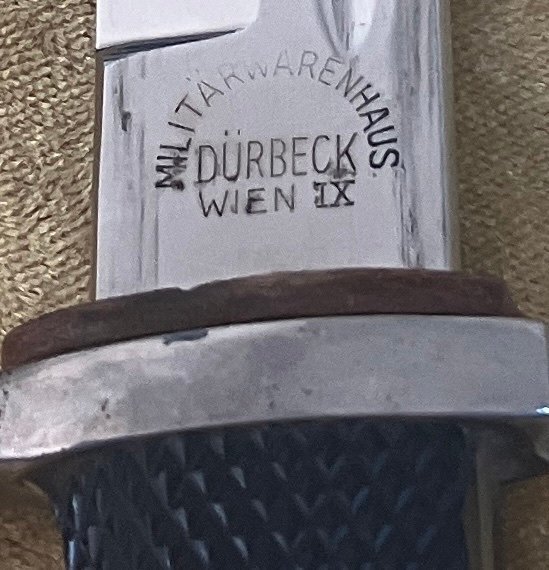 MILITÄRWARENHAUS.
DÜRBECK
WIEN IX